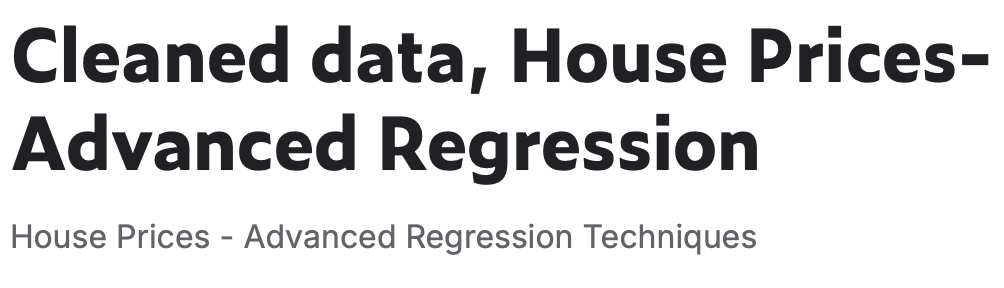 Cleaned data, House Prices-
Advanced Regression
House Prices - Advanced Regression Techniques